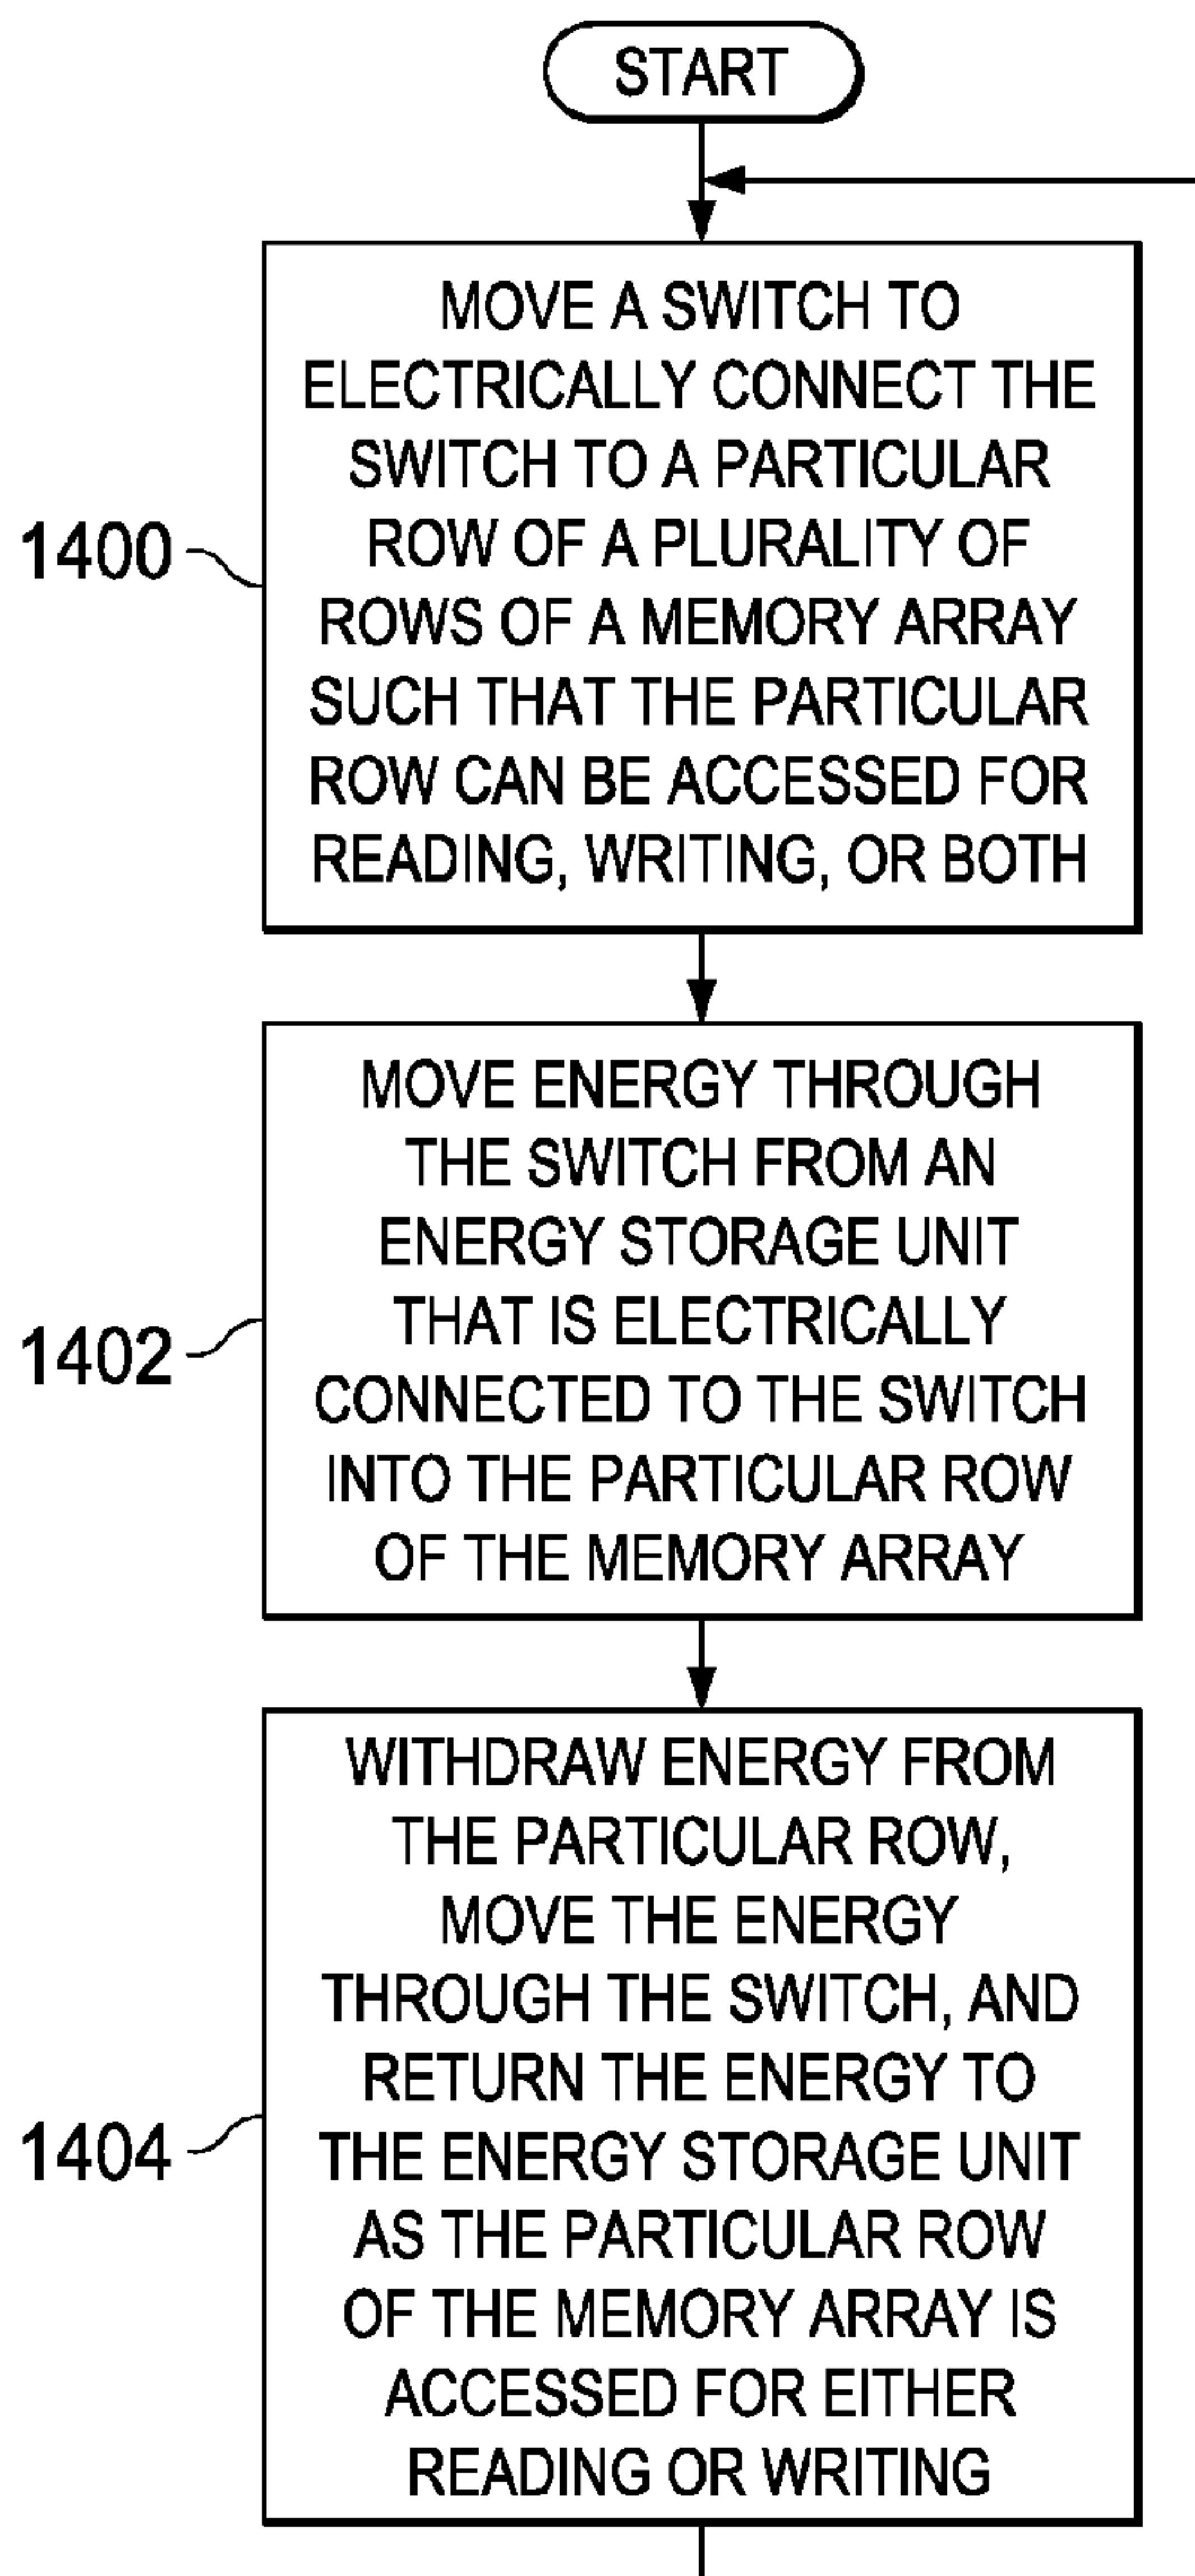 START
MOVE A SWITCH TO
ELECTRICALLY CONNECT THE
SWITCH TO A PARTICULAR
ROW OF A PLURALITY OF
ROWS OF A MEMORY ARRAY
SUCH THAT THE PARTICULAR
ROW CAN BE ACCESSED FOR
READING, WRITING, OR BOTH
1400
MOVE ENERGY THROUGH
THE SWITCH FROM AN
ENERGY STORAGE UNIT
THAT IS ELECTRICALLY
CONNECTED TO THE SWITCH
INTO THE PARTICULAR ROW
OF THE MEMORY ARRAY
1402
WITHDRAW ENERGY FROM
THE PARTICULAR ROW,
MOVE THE ENERGY
THROUGH THE SWITCH, AND
RETURN THE ENERGY TO
THE ENERGY STORAGE UNIT
AS THE PARTICULAR ROW
OF THE MEMORY ARRAY IS
ACCESSED FOR EITHER
READING OR WRITING
1404